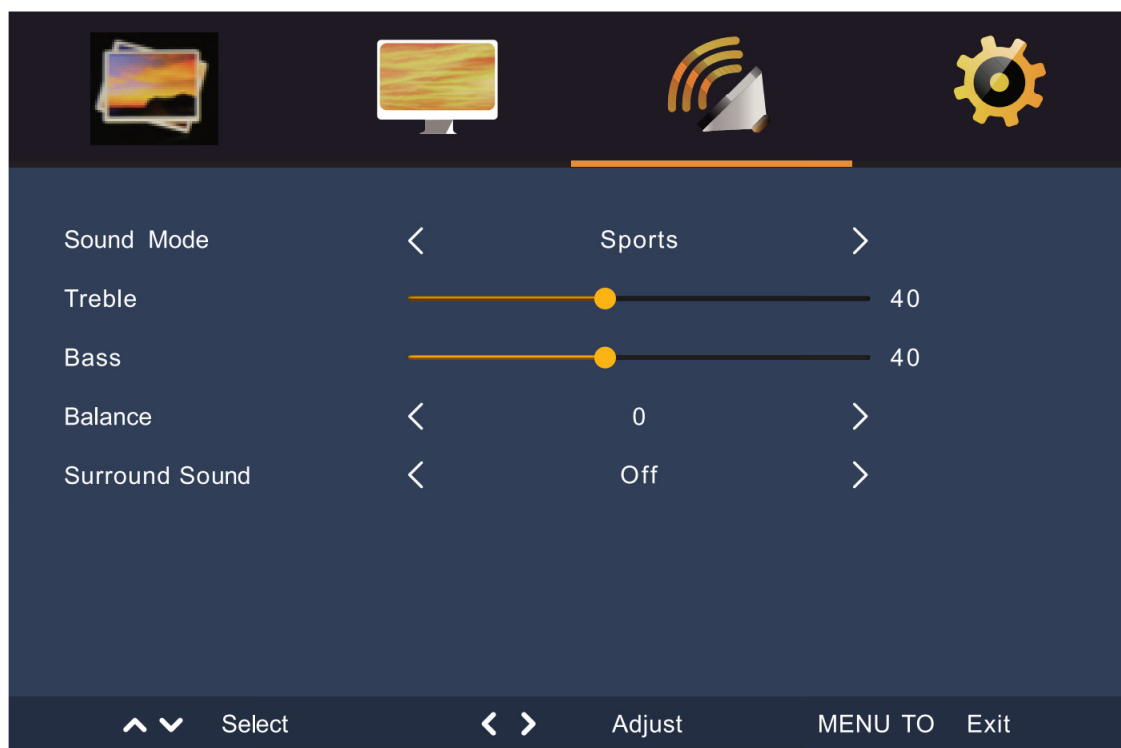 Sound Mode Sports
Treble 40
Bass 40
Balance 0
Surround Sound Off
Select Adjust MENU TO Exit